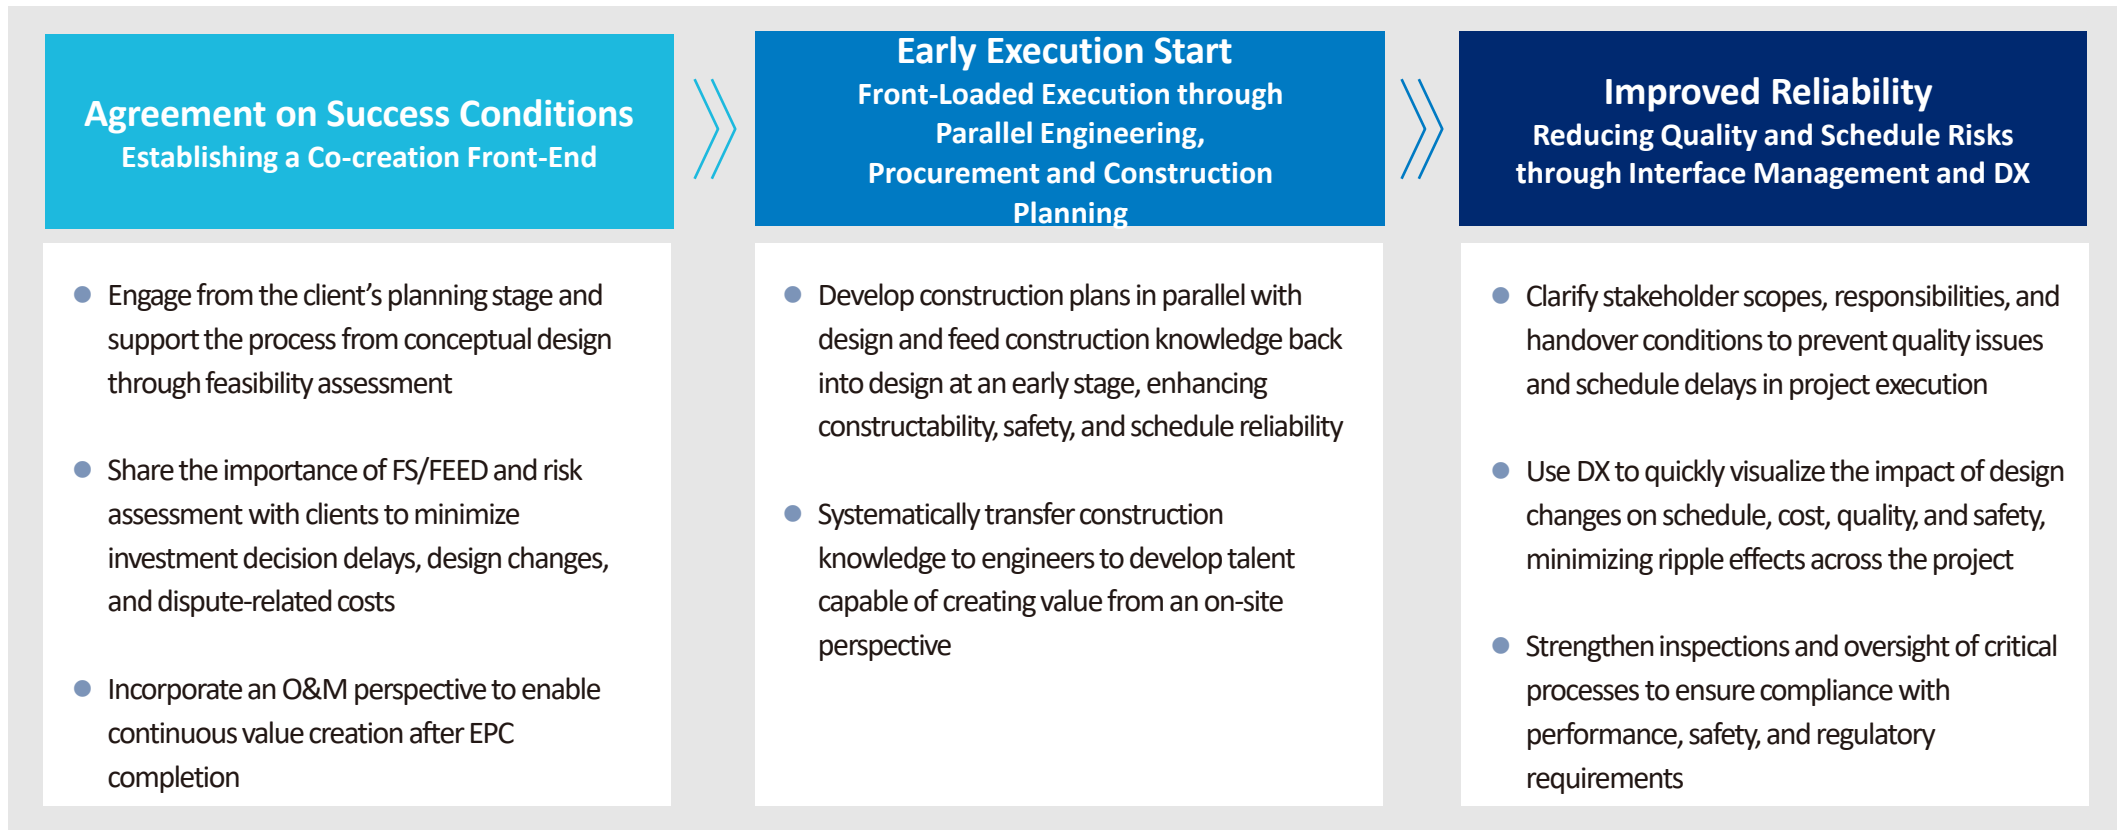 Agreement on Success Conditions
Establishing a Co-creation Front-End
Engage from the client's planning stage and
support the process from conceptual design
through feasibility assessment
Share the importance of FS/FEED and risk
assessment with clients to minimize
investment decision delays, design changes,
and dispute-related costs
Incorporate an O&M perspective to enable
continuous value creation after EPC
completion
Early Execution Start
Front-Loaded Execution through
Parallel Engineering,
Procurement and Construction
Planning
Develop construction plans in parallel with
design and feed construction knowledge back
into design at an early stage, enhancing
constructability, safety, and schedule reliability
Systematically transfer construction
knowledge to engineers to develop talent
capable of creating value from an on-site
perspective
Improved Reliability
Reducing Quality and Schedule Risks
through Interface Management and DX
Clarify stakeholder scopes, responsibilities, and
handover conditions to prevent quality issues
and schedule delays in project execution
Use DX to quickly visualize the impact of design
changes on schedule, cost, quality, and safety,
minimizing ripple effects across the project
Strengthen inspections and oversight of critical
processes to ensure compliance with
performance, safety, and regulatory
requirements